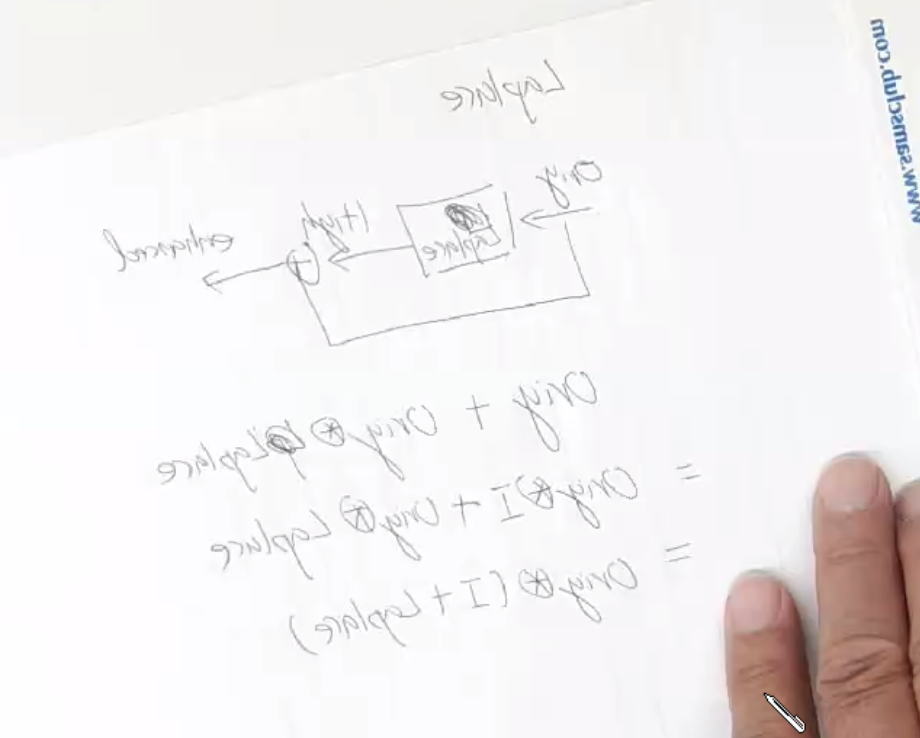 Laplace
Orig
Laplace
High
+
enhanced
Orig + Orig ⊛ Laplace
= Orig ⊛ I + Orig ⊛ Laplace
= Orig ⊛ (I + Laplace)
www.samsclub.com